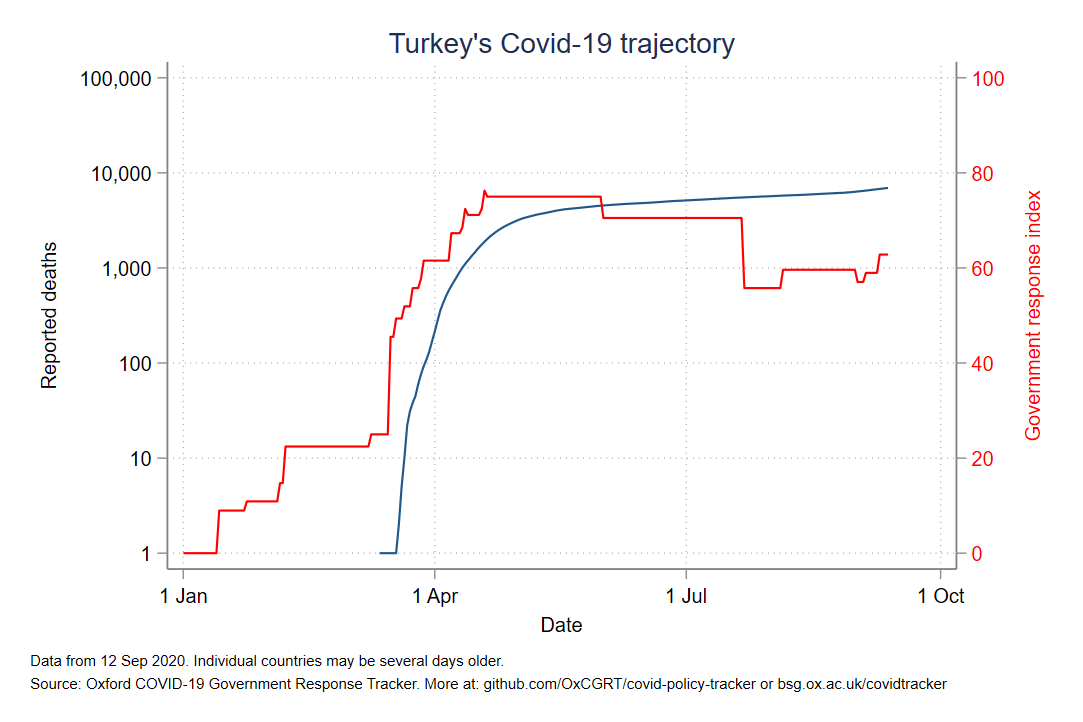 Turkey's Covid-19 trajectory
100,000
10,000
1,000
100
10
1
Reported deaths
100
80
60
40
20
0
Government response index
1 Jan
1 Apr
1 Jul
1 Oct
Date
Data from 12 Sep 2020. Individual countries may be several days older.
Source: Oxford COVID-19 Government Response Tracker. More at: github.com/OxCGRT/covid-policy-tracker or bsg.ox.ac.uk/covidtracker